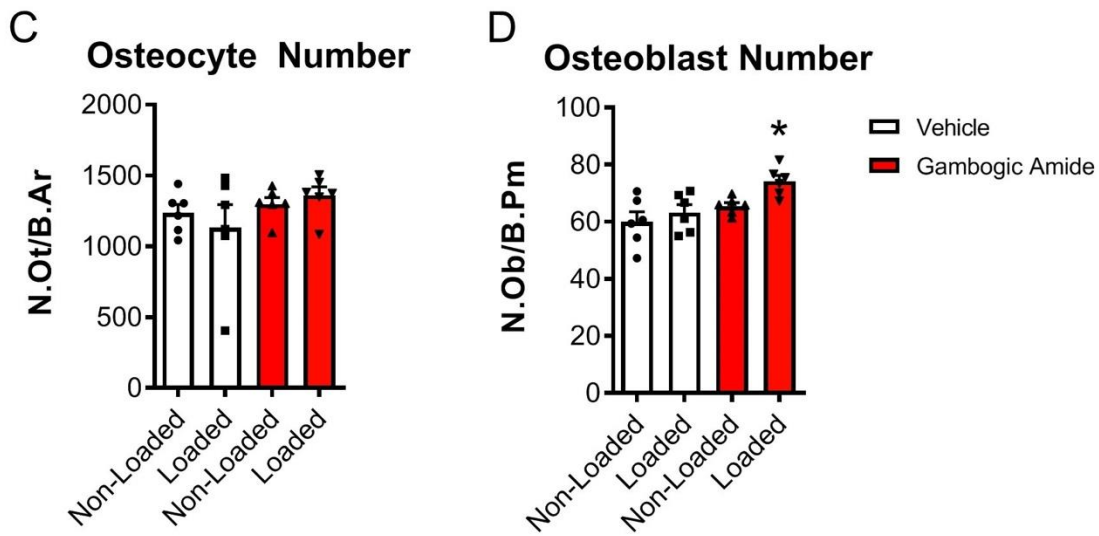 C
Osteocyte Number
N.Ot/B.Ar
2000
1500
1000
500
0
Non-Loaded
Loaded
Non-Loaded
Loaded
D
Osteoblast Number
N.Ob/B.Pm
100
80
60
40
20
0
*
Non-Loaded
Loaded
Non-Loaded
Loaded
Vehicle
Gambogic Amide